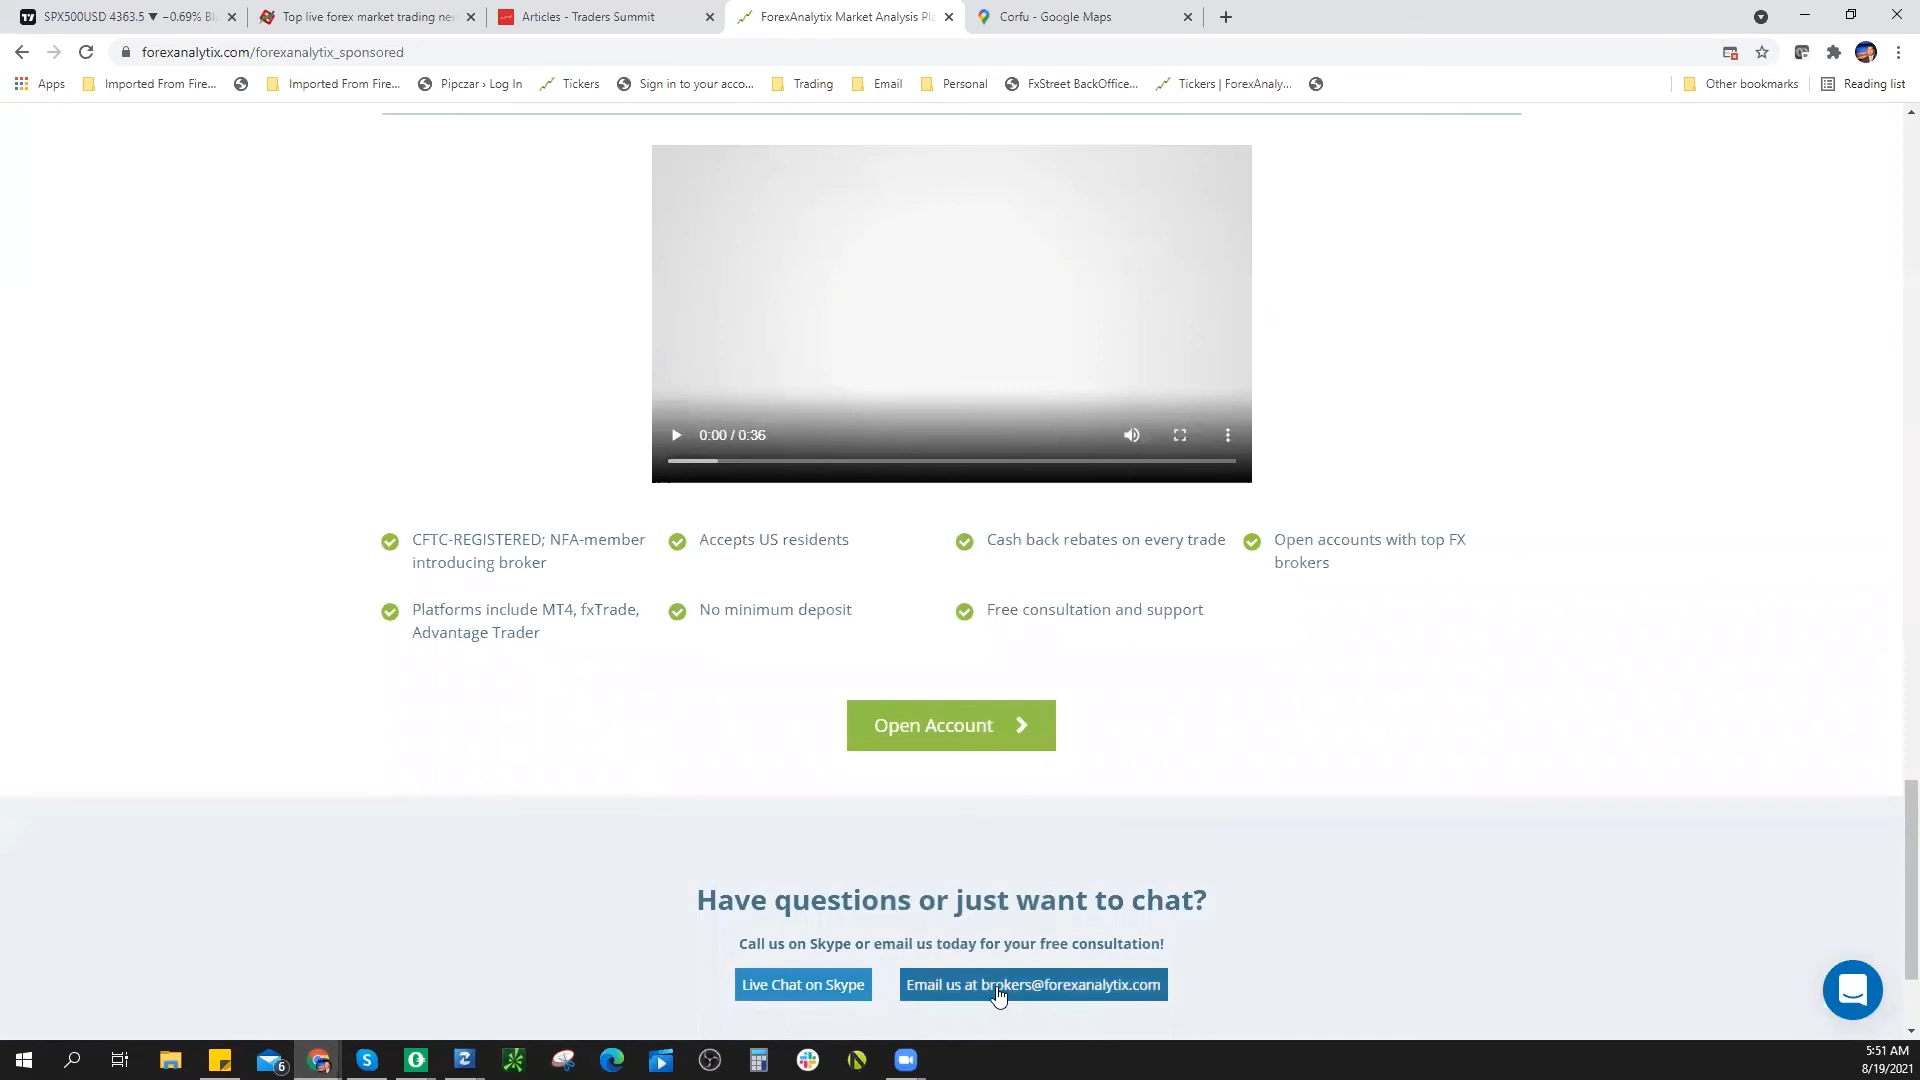 SPX500USD 4363.5 ▼ −0.69%
Top live forex market trading ne
Articles - Traders Summit
ForexAnalytix Market Analysis Pl
Corfu - Google Maps
forexanalytix.com/forexanalytix_sponsored
Apps
Imported From Fire...
Imported From Fire...
Pipczar › Log In
Tickers
Sign in to your acco...
Trading
Email
Personal
FxStreet BackOffice...
Tickers | ForexAnaly...
Other bookmarks
Reading list
0:00 / 0:36
CFTC-REGISTERED; NFA-member
introducing broker
Accepts US residents
Cash back rebates on every trade
Open accounts with top FX
brokers
Platforms include MT4, fxTrade,
Advantage Trader
No minimum deposit
Free consultation and support
Open Account
Have questions or just want to chat?
Call us on Skype or email us today for your free consultation!
Live Chat on Skype
Email us at brokers@forexanalytix.com
6
5:51 AM
8/19/2021